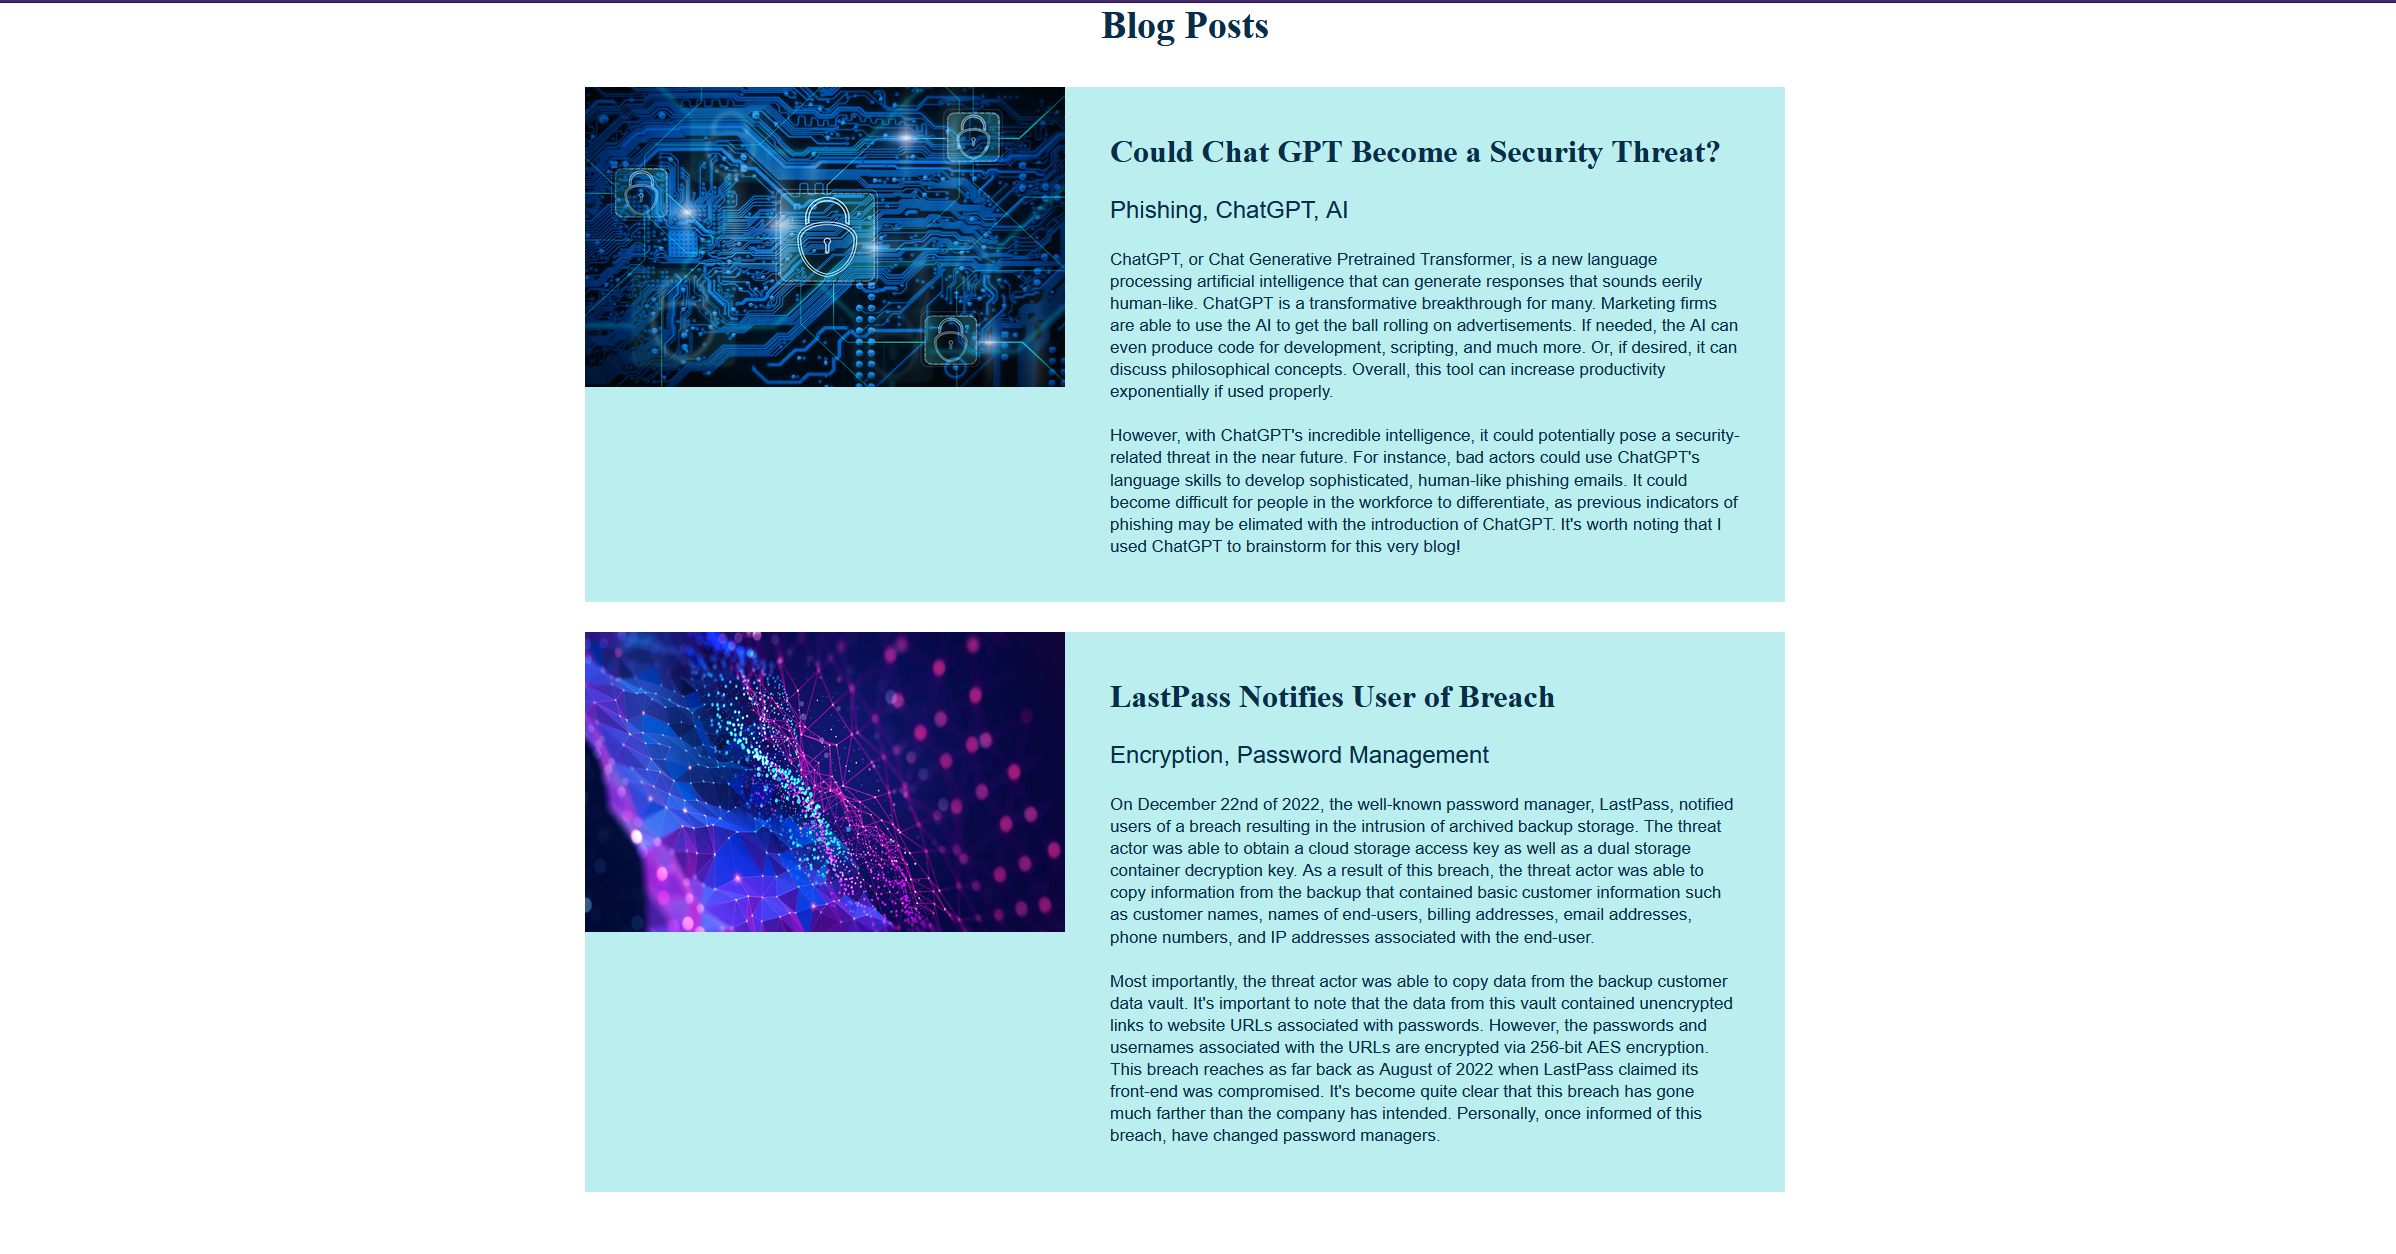 Blog Posts
Could Chat GPT Become a Security Threat?
Phishing, ChatGPT, AI
ChatGPT, or Chat Generative Pretrained Transformer, is a new language
processing artificial intelligence that can generate responses that sounds eerily
human-like. ChatGPT is a transformative breakthrough for many. Marketing firms
are able to use the AI to get the ball rolling on advertisements. If needed, the AI can
even produce code for development, scripting, and much more. Or, if desired, it can
discuss philosophical concepts. Overall, this tool can increase productivity
exponentially if used properly.
However, with ChatGPT's incredible intelligence, it could potentially pose a security-
related threat in the near future. For instance, bad actors could use ChatGPT's
language skills to develop sophisticated, human-like phishing emails. It could
become difficult for people in the workforce to differentiate, as previous indicators of
phishing may be elimated with the introduction of ChatGPT. It's worth noting that I
used ChatGPT to brainstorm for this very blog!
LastPass Notifies User of Breach
Encryption, Password Management
On December 22nd of 2022, the well-known password manager, LastPass, notified
users of a breach resulting in the intrusion of archived backup storage. The threat
actor was able to obtain a cloud storage access key as well as a dual storage
container decryption key. As a result of this breach, the threat actor was able to
copy information from the backup that contained basic customer information such
as customer names, names of end-users, billing addresses, email addresses,
phone numbers, and IP addresses associated with the end-user.
Most importantly, the threat actor was able to copy data from the backup customer
data vault. It's important to note that the data from this vault contained unencrypted
links to website URLs associated with passwords. However, the passwords and
usernames associated with the URLs are encrypted via 256-bit AES encryption.
This breach reaches as far back as August of 2022 when LastPass claimed its
front-end was compromised. It's become quite clear that this breach has gone
much farther than the company has intended. Personally, once informed of this
breach, have changed password managers.